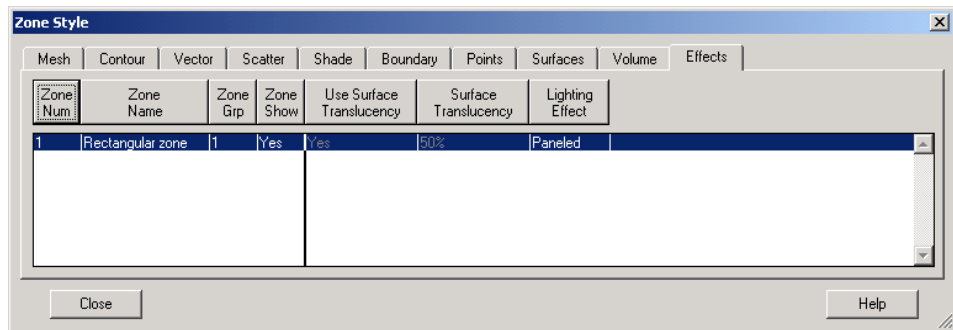 Zone Style
Mesh Contour Vector Scatter Shade Boundary Points Surfaces Volume Effects
Zone Num Zone Name Zone Grp Zone Show Use Surface Translucency Surface Translucency Lighting Effect
1 Rectangular zone 1 Yes Yes 50% Paneled
Close Help